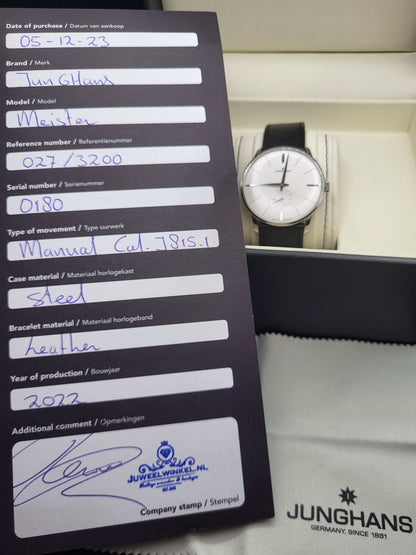 Date of purchase / Datum van aankoop
05-12-23
Brand / Merk
JunGHans
Model / Model
Meister
Reference number / Referentienummer
027/3200
Serial number / Serienummer
0180
Type of movement / Type uurwerk
Manual Cal. J815.1
Case material / Materiaal horlogekast
Steel
Bracelet material / Materiaal horlogeband
Leather
Year of production / Bouwjaar
2022
Additional comment / Opmerkingen
JUWEELWINKEL.NL
Company stamp / Stempel
JUNGHANS
GERMANY, SINCE 1861